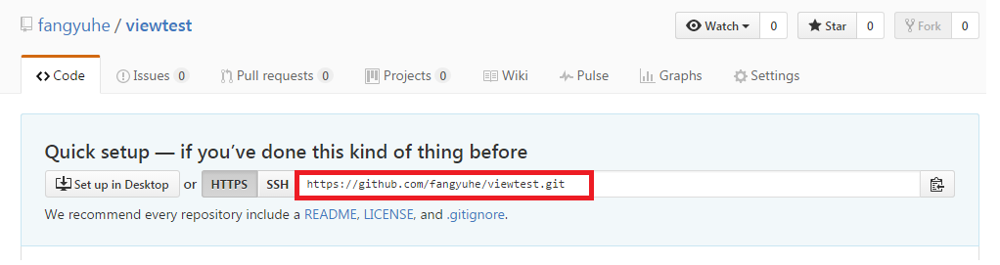 fangyuhe / viewtest
Watch 0 Star 0 Fork 0
Code Issues 0 Pull requests 0 Projects 0 Wiki Pulse Graphs Settings
Quick setup — if you’ve done this kind of thing before
Set up in Desktop or HTTPS SSH https://github.com/fangyuhe/viewtest.git
We recommend every repository include a README, LICENSE, and .gitignore.